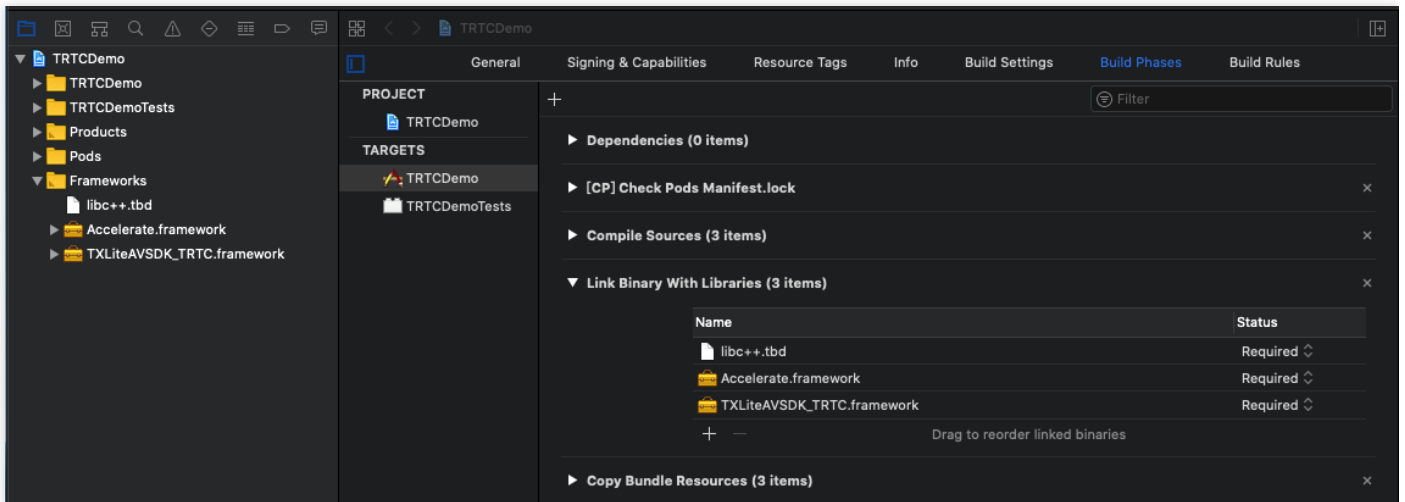 TRTCDemo
TRTCDemo
TRTCDemo
TRTCDemoTests
Products
Pods
Frameworks
libc++.tbd
Accelerate.framework
TXLiteAVSDK_TRTC.framework
General Signing & Capabilities Resource Tags Info Build Settings Build Phases Build Rules
PROJECT
TRTCDemo
TARGETS
TRTCDemo
TRTCDemoTests
Filter
Dependencies (0 items)
[CP] Check Pods Manifest.lock
Compile Sources (3 items)
Link Binary With Libraries (3 items)
Name Status
libc++.tbd Required
Accelerate.framework Required
TXLiteAVSDK_TRTC.framework Required
Drag to reorder linked binaries
Copy Bundle Resources (3 items)